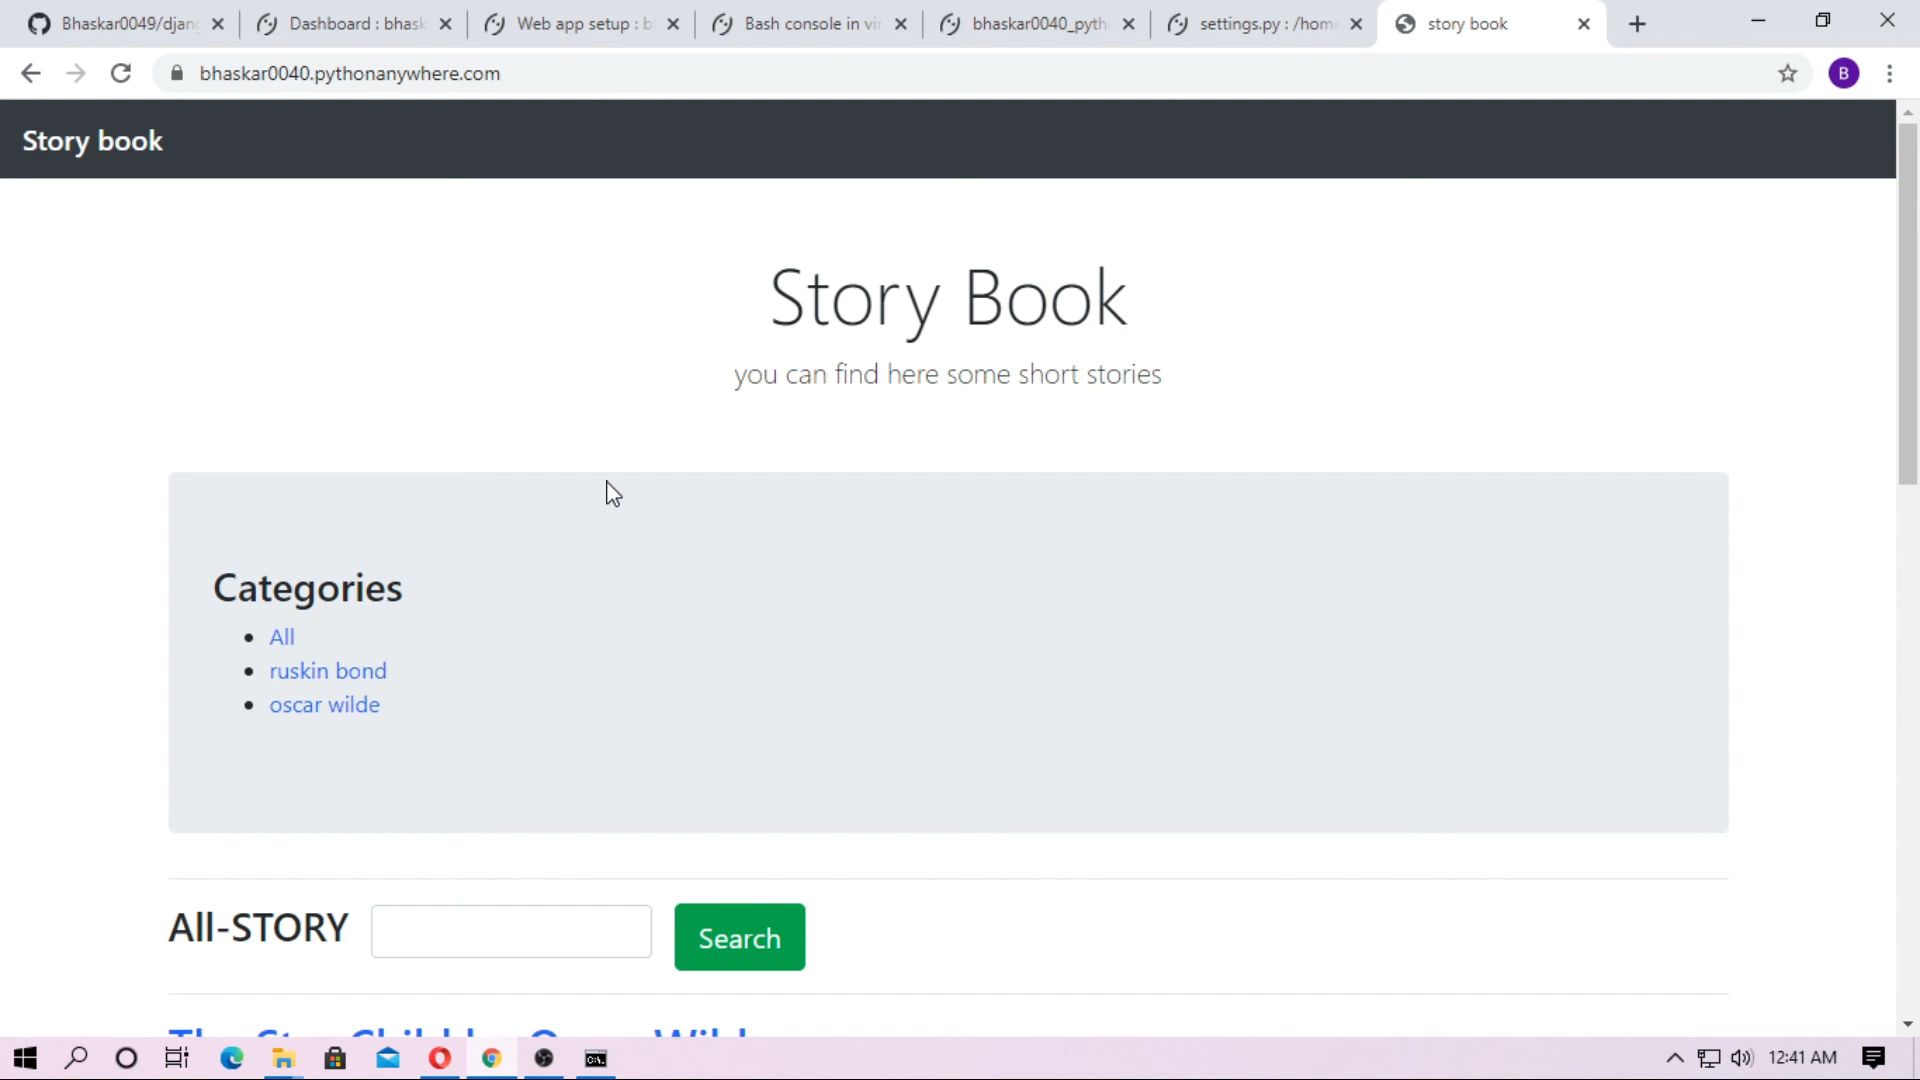 Bhaskar0049/djang
Dashboard : bhask
Web app setup : b
Bash console in vir
bhaskar0040_pyth
settings.py : /hom
story book
bhaskar0040.pythonanywhere.com
B
Story book
Story Book
you can find here some short stories
Categories
All
ruskin bond
oscar wilde
All-STORY
Search
12:41 AM